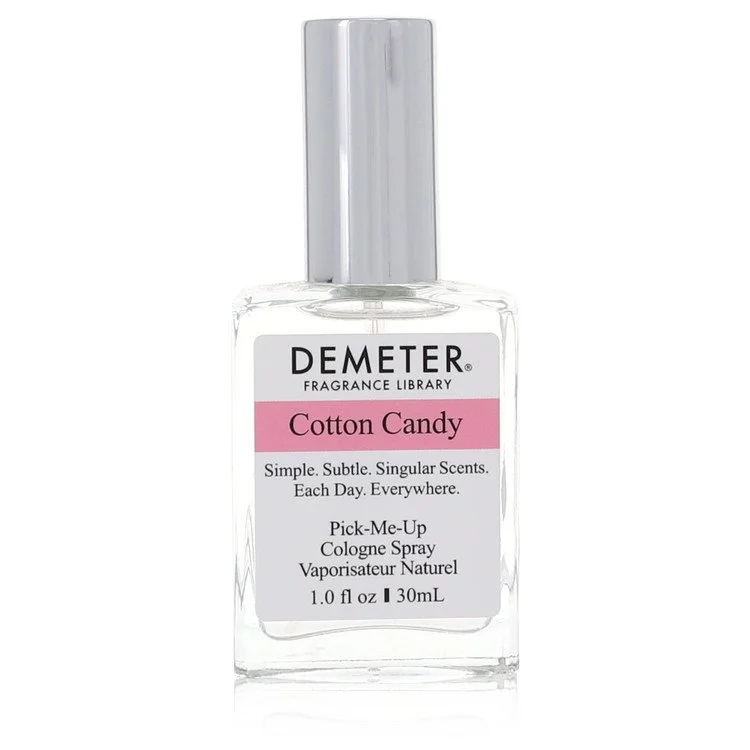 DEMETER®
FRAGRANCE LIBRARY
Cotton Candy
Simple. Subtle. Singular Scents.
Each Day. Everywhere.
Pick-Me-Up
Cologne Spray
Vaporisateur Naturel
1.0 fl oz ❙ 30mL